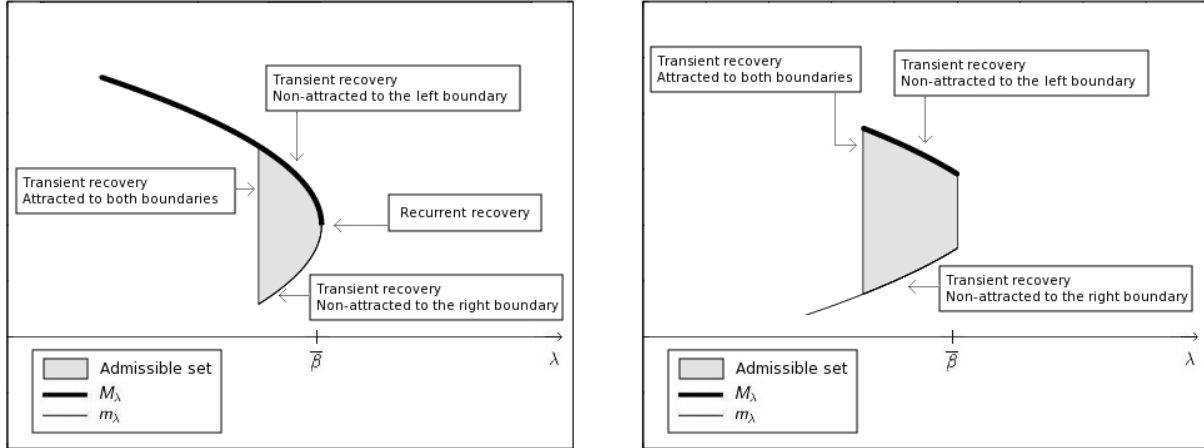 Transient recovery
Non-attracted to the left boundary
Transient recovery
Attracted to both boundaries
Recurrent recovery
Transient recovery
Non-attracted to the right boundary
β̅
λ
Admissible set
M_λ
m_λ
Transient recovery
Attracted to both boundaries
Transient recovery
Non-attracted to the left boundary
Transient recovery
Non-attracted to the right boundary
β̅
λ
Admissible set
M_λ
m_λ